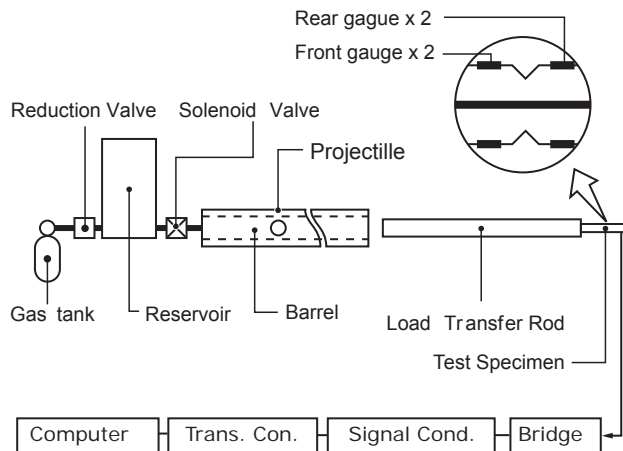 Rear gague x 2
Front gauge x 2
Reduction Valve
Solenoid Valve
Projectille
Gas tank
Reservoir
Barrel
Load Transfer Rod
Test Specimen
Computer
Trans. Con.
Signal Cond.
Bridge